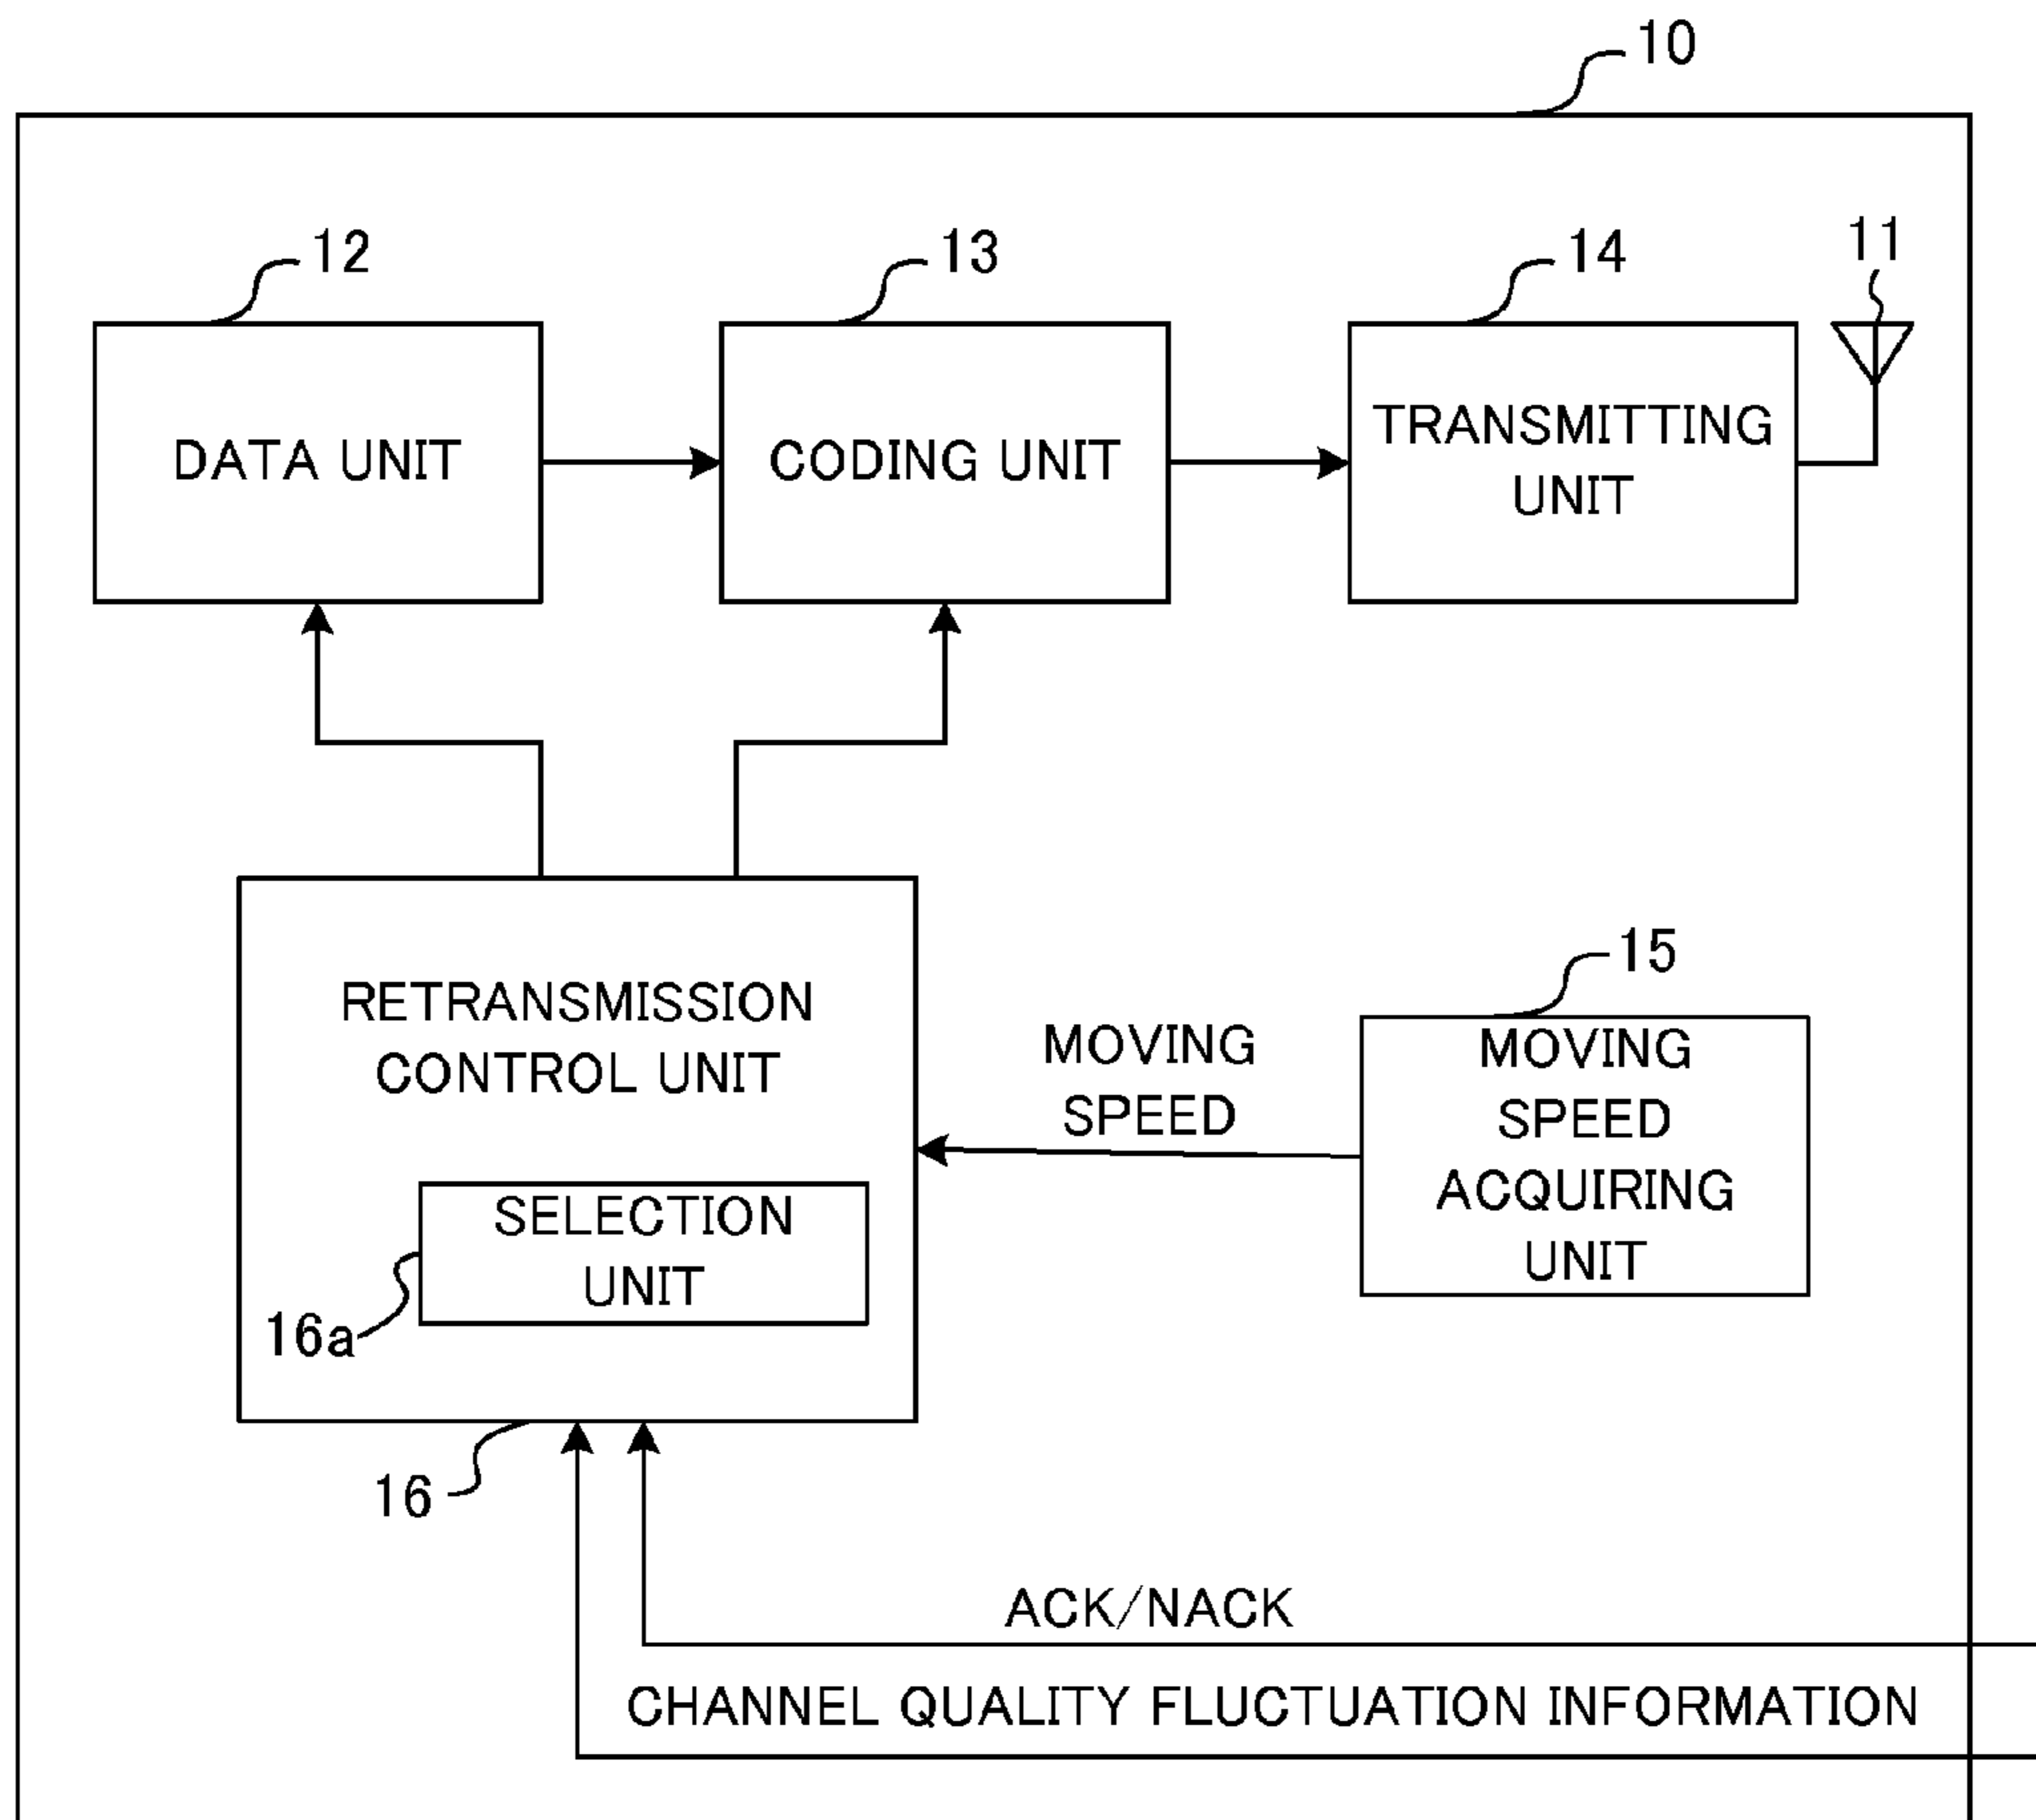 10
12
13
14
11
DATA UNIT
CODING UNIT
TRANSMITTING
UNIT
RETRANSMISSION
CONTROL UNIT
SELECTION
UNIT
16a
16
MOVING
SPEED
15
MOVING
SPEED
ACQUIRING
UNIT
ACK/NACK
CHANNEL QUALITY FLUCTUATION INFORMATION